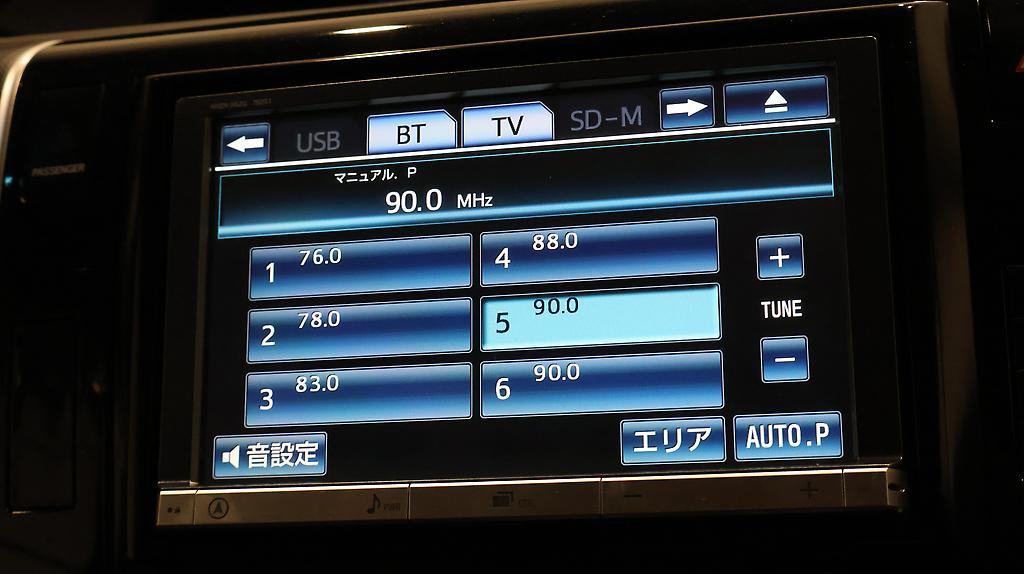 PASSENGER
USB BT TV SD-M
マニュアル. P
90.0 MHz
1 76.0
4 88.0
+
2 78.0
5 90.0
TUNE
3 83.0
6 90.0
−
音設定
エリア
AUTO.P
PWR
− +